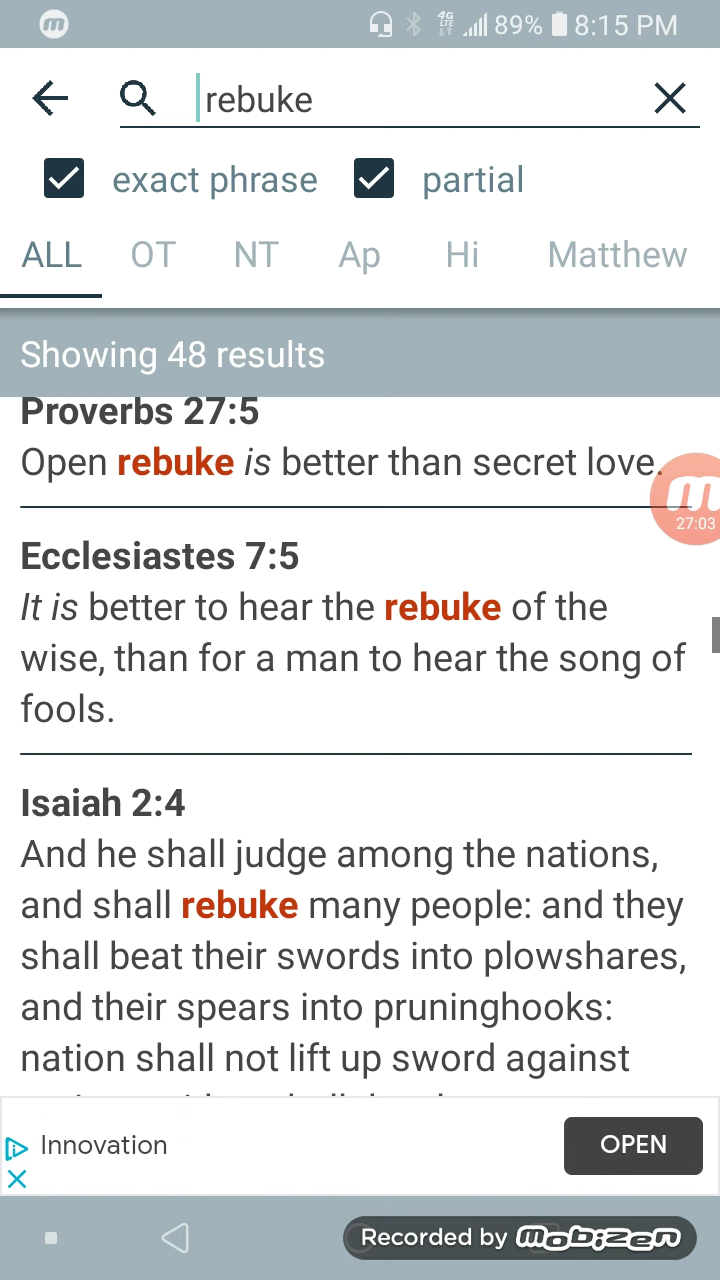 4G LTE 89% 8:15 PM
rebuke
exact phrase partial
ALL OT NT Ap Hi Matthew
Showing 48 results
Proverbs 27:5
Open rebuke is better than secret love.
27:03
Ecclesiastes 7:5
It is better to hear the rebuke of the
wise, than for a man to hear the song of
fools.
Isaiah 2:4
And he shall judge among the nations,
and shall rebuke many people: and they
shall beat their swords into plowshares,
and their spears into pruninghooks:
nation shall not lift up sword against
Innovation
OPEN
Recorded by mobizen